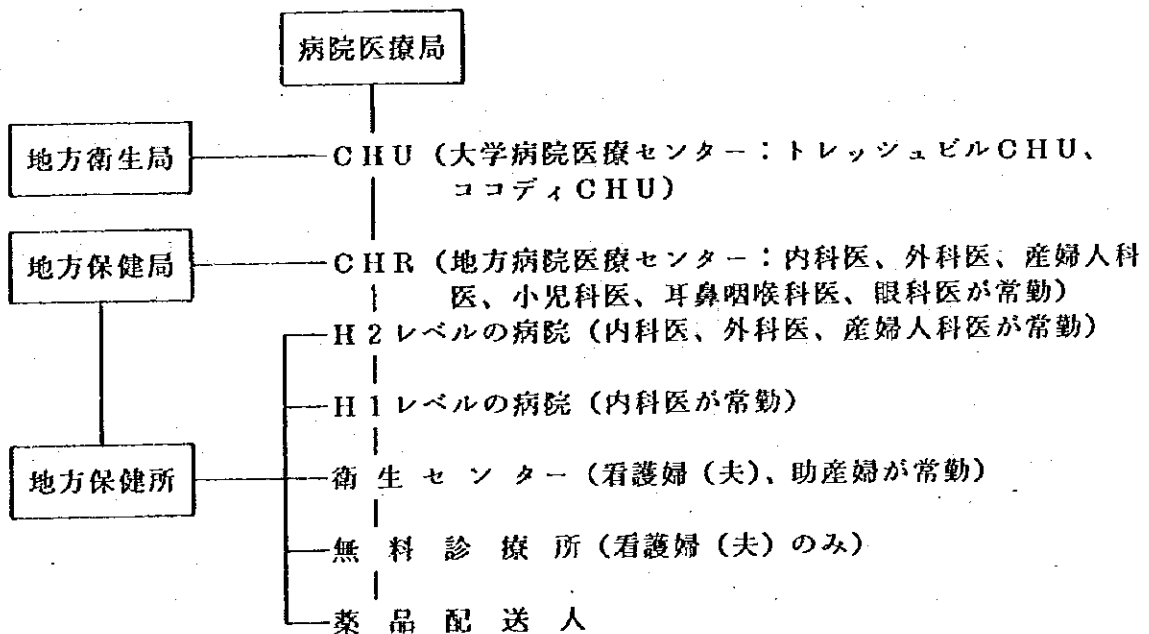 病院医療局
地方衛生局
CHU(大学病院医療センター:トレッシュビルCHU、
ココディCHU)
地方保健局
CHR(地方病院医療センター:内科医、外科医、産婦人科
医、小児科医、耳鼻咽喉科医、眼科医が常勤)
H2レベルの病院(内科医、外科医、産婦人科医が常勤)
H1レベルの病院(内科医が常勤)
地方保健所
衛生センター(看護婦(夫)、助産婦が常勤)
無料診療所(看護婦(夫)のみ)
薬品配送人